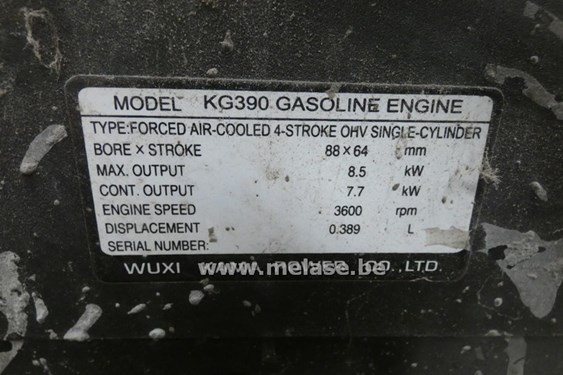 MODEL KG390 GASOLINE ENGINE
TYPE:FORCED AIR-COOLED 4-STROKE OHV SINGLE-CYLINDER
BORE × STROKE 88×64 mm
MAX. OUTPUT 8.5 kW
CONT. OUTPUT 7.7 kW
ENGINE SPEED 3600 rpm
DISPLACEMENT 0.389 L
SERIAL NUMBER:
WUXI POWER CO.,LTD.
www.melase.be